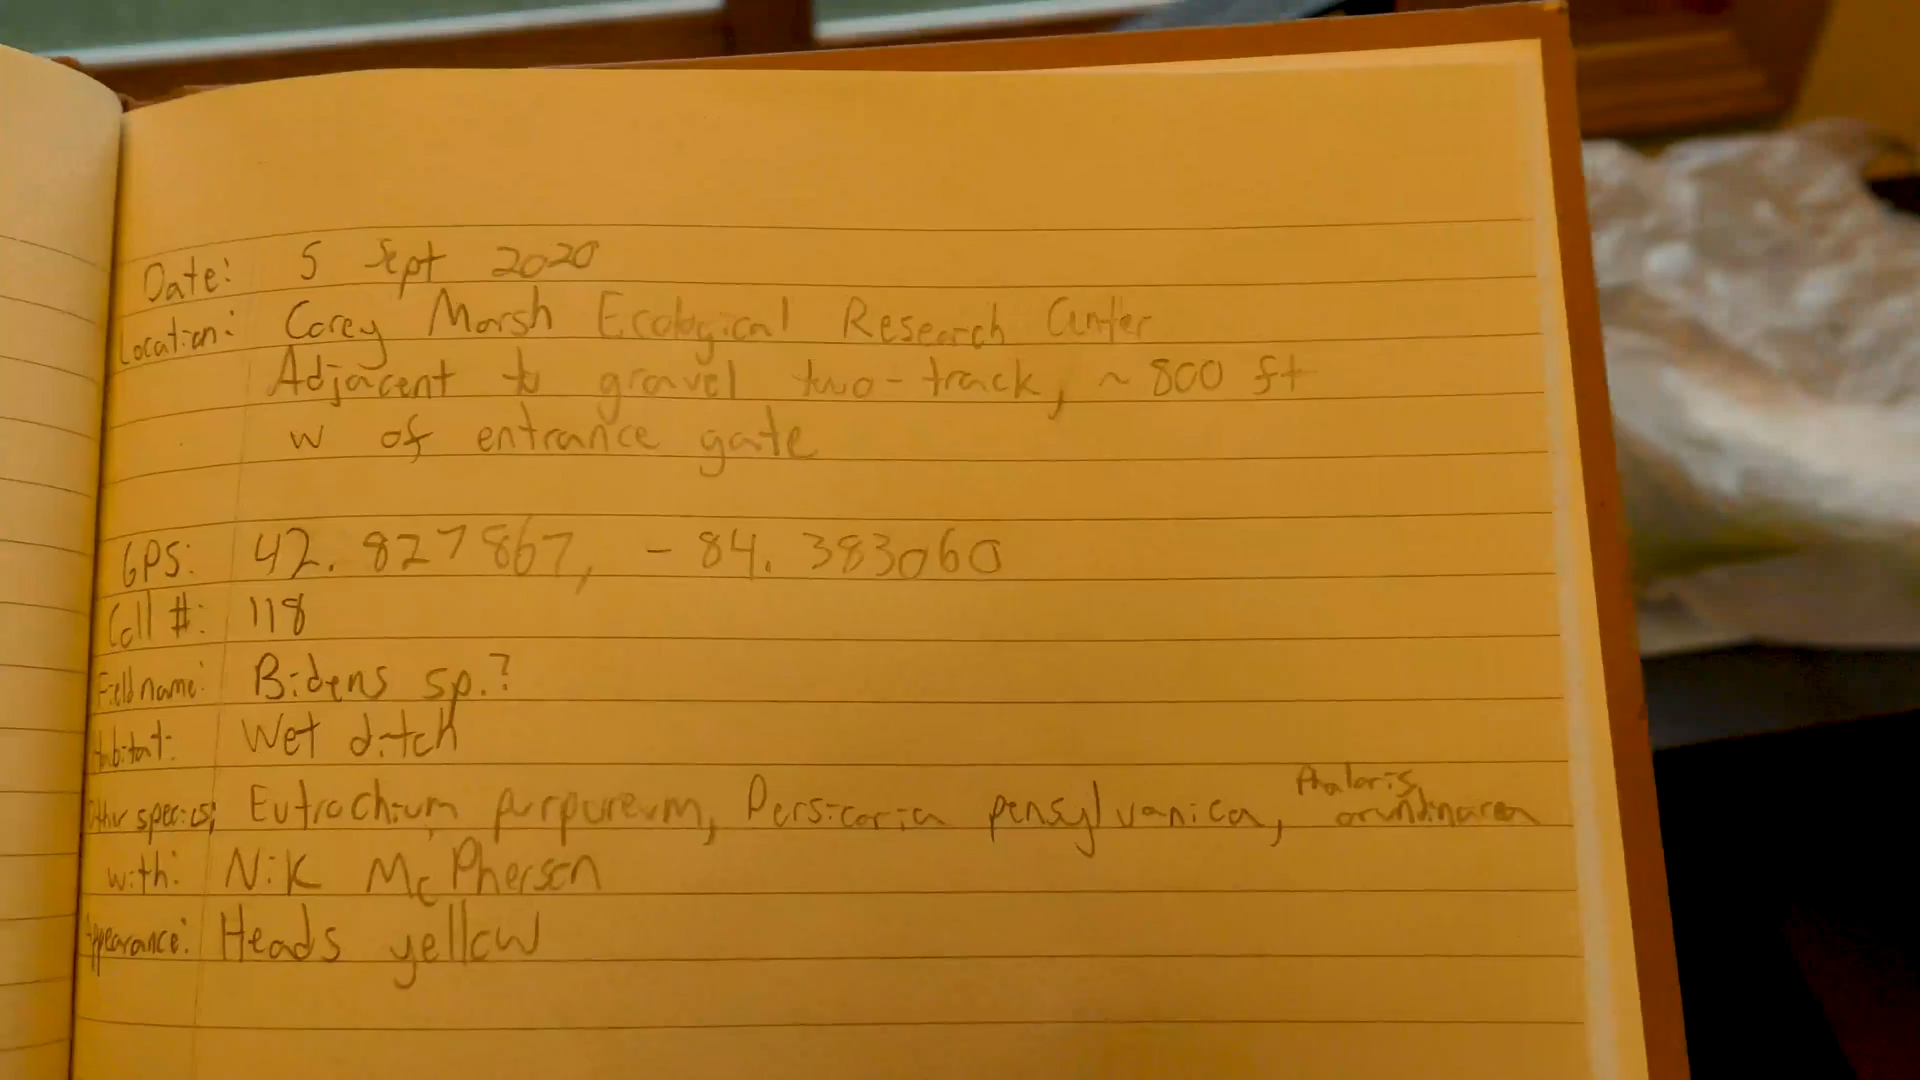 Date: 5 Sept 2020
Location: Corey Marsh Ecological Research Center
Adjacent to gravel two-track, ~800 ft
W of entrance gate
GPS: 42.827867, -84.383060
Coll #: 118
Field name: Bidens sp.?
Habitat: Wet ditch
Other species: Eutrochium purpureum, Persicaria pensylvanica, Phalaris arundinacea
with: Nik McPherson
Appearance: Heads yellow